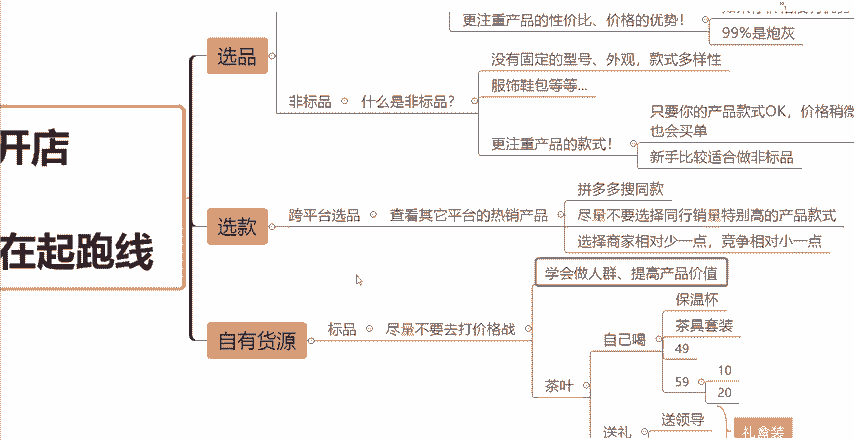 更注重产品的性价比、价格的优势！
99%是炮灰
选品
没有固定的型号、外观，款式多样性
非标品
什么是非标品？
服饰鞋包等等...
只要你的产品款式OK，价格稍微
也会买单
更注重产品的款式！
新手比较适合做非标品
开店
在起跑线
选款
跨平台选品
查看其它平台的热销产品
拼多多搜同款
尽量不要选择同行销量特别高的产品款式
选择商家相对少一点，竞争相对小一点
自有货源
标品
尽量不要去打价格战
学会做人群、提高产品价值
茶叶
自己喝
保温杯
茶具套装
49
59
10
20
送礼
送领导
礼盒装